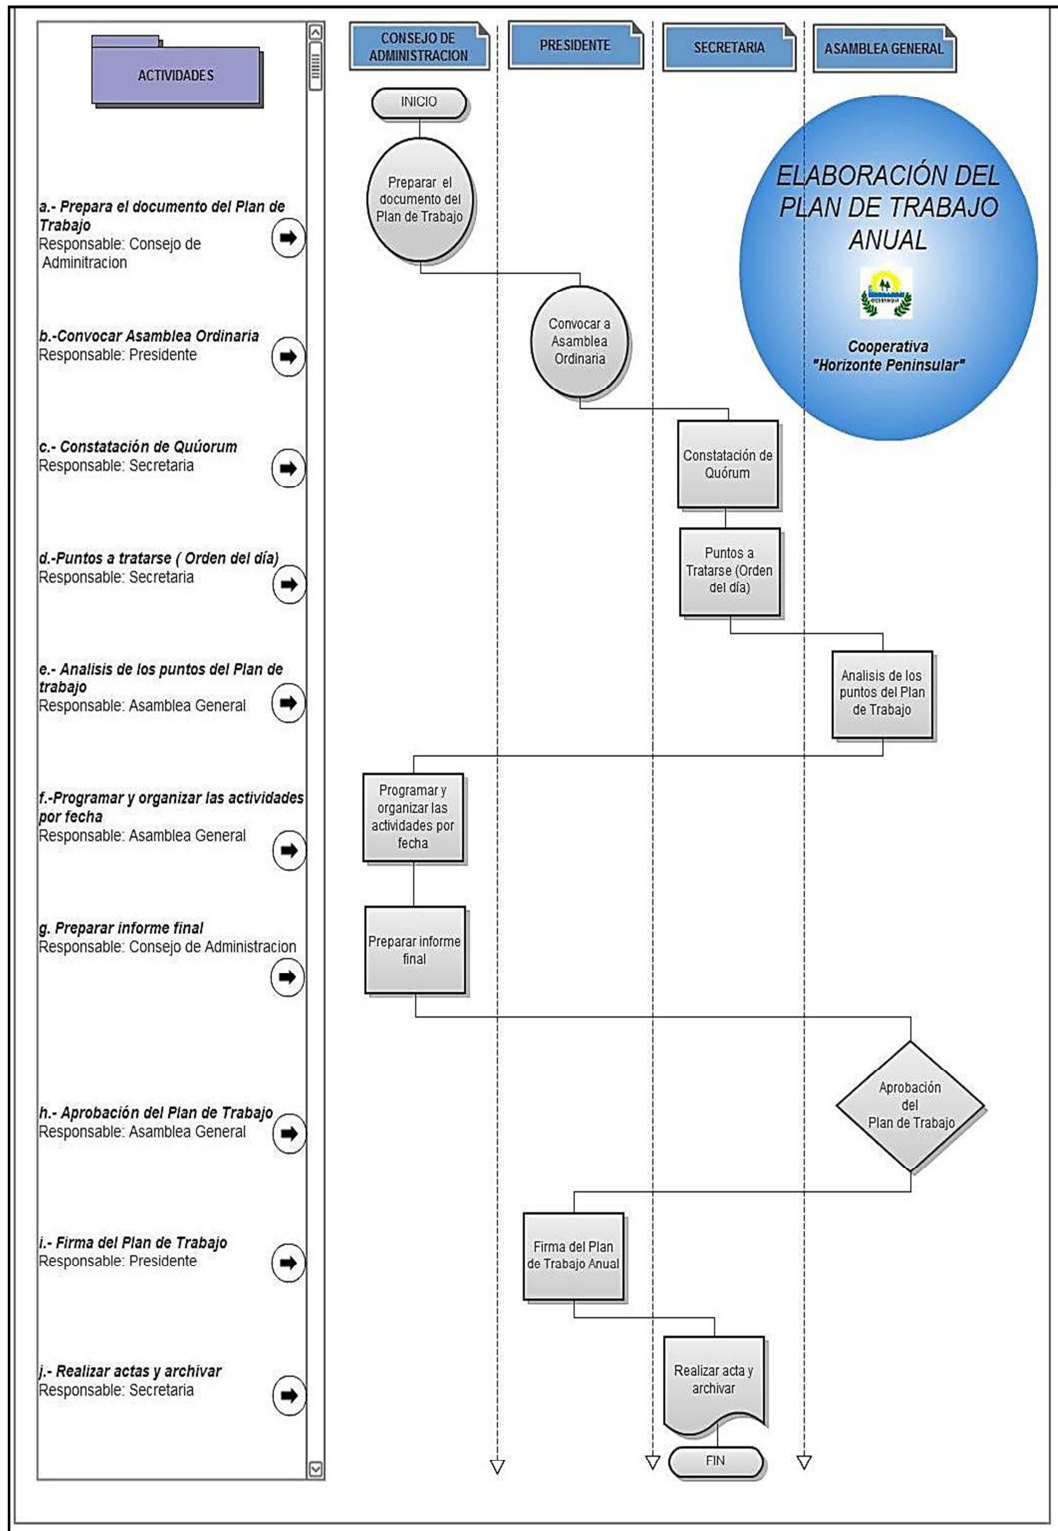 ACTIVIDADES
a.- Prepara el documento del Plan de
Trabajo
Responsable: Consejo de
Adminitracion
b.-Convocar Asamblea Ordinaria
Responsable: Presidente
c.- Constatación de Quúorum
Responsable: Secretaria
d.-Puntos a tratarse ( Orden del día)
Responsable: Secretaria
e.- Analisis de los puntos del Plan de
trabajo
Responsable: Asamblea General
f.-Programar y organizar las actividades
por fecha
Responsable: Asamblea General
g. Preparar informe final
Responsable: Consejo de Administracion
h.- Aprobación del Plan de Trabajo
Responsable: Asamblea General
i.- Firma del Plan de Trabajo
Responsable: Presidente
j.- Realizar actas y archivar
Responsable: Secretaria
CONSEJO DE
ADMINISTRACION
PRESIDENTE
SECRETARIA
ASAMBLEA GENERAL
ELABORACIÓN DEL
PLAN DE TRABAJO
ANUAL
Cooperativa
"Horizonte Peninsular"
INICIO
Preparar el
documento del
Plan de Trabajo
Convocar a
Asamblea
Ordinaria
Constatación de
Quórum
Puntos a
Tratarse (Orden
del día)
Analisis de los
puntos del Plan
de Trabajo
Programar y
organizar las
actividades por
fecha
Preparar informe
final
Aprobación
del
Plan de Trabajo
Firma del Plan
de Trabajo Anual
Realizar acta y
archivar
FIN